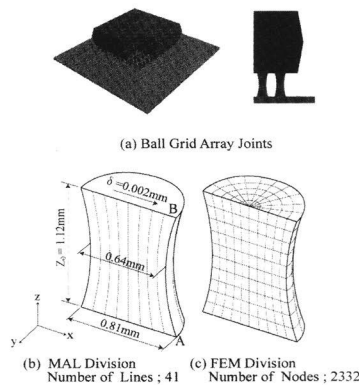 (a) Ball Grid Array Joints
δ =0.002mm
B
Z₀ = 1.12mm
0.64mm
0.81mm
A
z
y
x
(b) MAL Division
Number of Lines ; 41
(c) FEM Division
Number of Nodes ; 2332